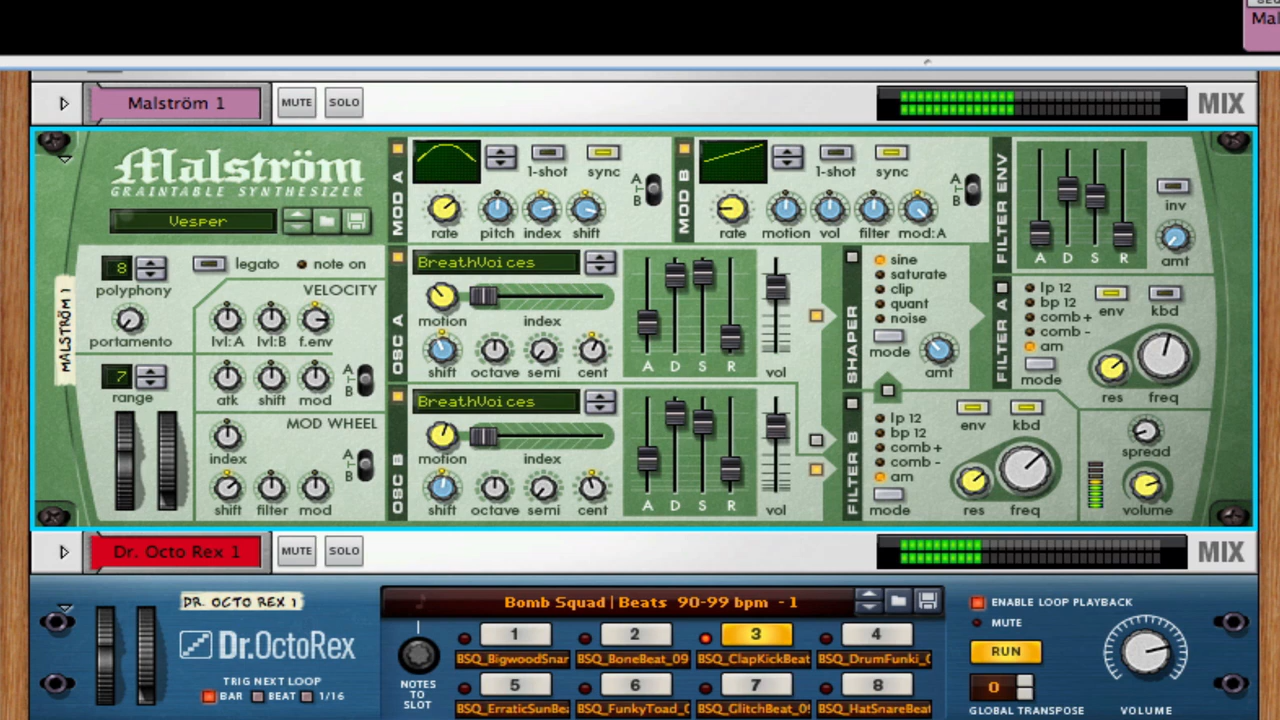 Mal
Malström 1
MUTE
SOLO
MIX
Malström
GRAINTABLE SYNTHESIZER
Vesper
MALSTRÖM 1
8
polyphony
legato
note on
portamento
VELOCITY
lvl:A
lvl:B
f.env
7
range
atk
shift
mod
A
B
MOD WHEEL
index
A
B
shift
filter
mod
MOD A
1-shot
sync
A
B
rate
pitch
index
shift
MOD B
1-shot
sync
A
B
rate
motion
vol
filter
mod:A
FILTER ENV
A D S R
inv
amt
OSC A
BreathVoices
motion
index
shift
octave
semi
cent
A D S R
vol
OSC B
BreathVoices
motion
index
shift
octave
semi
cent
A D S R
vol
SHAPER
sine
saturate
clip
quant
noise
mode
amt
FILTER A
lp 12
bp 12
comb +
comb -
am
mode
env
kbd
res
freq
FILTER B
lp 12
bp 12
comb+
comb -
am
mode
env
kbd
res
freq
spread
volume
Dr. Octo Rex 1
MUTE
SOLO
MIX
DR. OCTO REX 1
Dr.OctoRex
TRIG NEXT LOOP
BAR
BEAT
1/16
NOTES
TO
SLOT
Bomb Squad | Beats 90-99 bpm - 1
1 2 3 4
BSQ_BigwoodSnar BSQ_BoneBeat_09 BSQ_ClapKickBeat BSQ_DrumFunki_0
5 6 7 8
BSQ_ErraticSunBea BSQ_FunkyToad_0 BSQ_GlitchBeat_09 BSQ_HatSnareBeat
ENABLE LOOP PLAYBACK
MUTE
RUN
0
GLOBAL TRANSPOSE
VOLUME